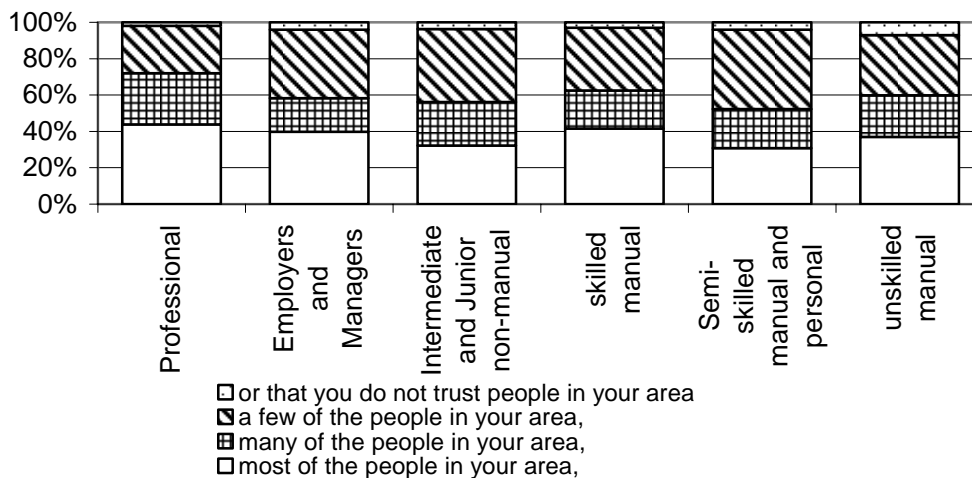 100%
80%
60%
40%
20%
0%
Professional
Employers
and
Managers
Intermediate
and Junior
non-manual
skilled
manual
Semi-
skilled
manual and
personal
unskilled
manual
or that you do not trust people in your area
a few of the people in your area,
many of the people in your area,
most of the people in your area,